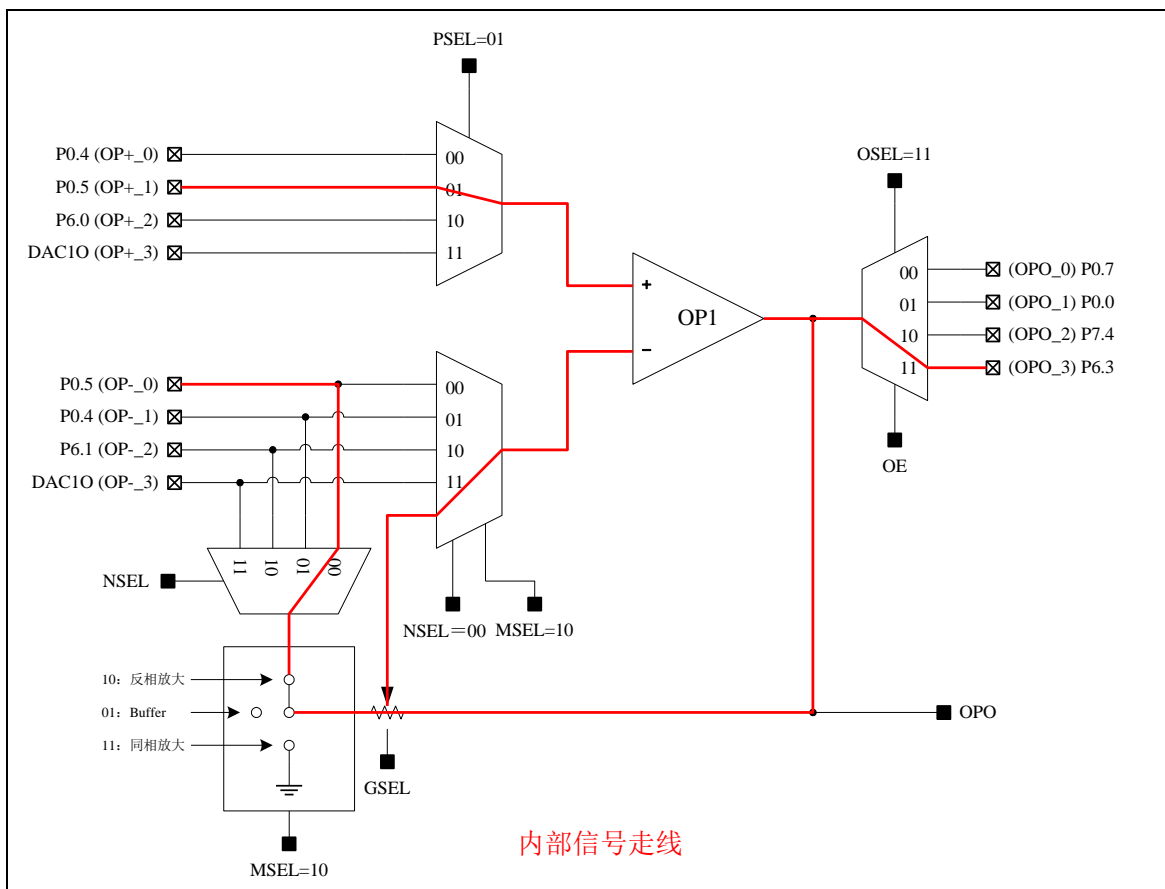 PSEL=01
P0.4 (OP+_0)
P0.5 (OP+_1)
P6.0 (OP+_2)
DAC1O (OP+_3)
00
01
10
11
OSEL=11
+
−
OP1
00
01
10
11
(OPO_0) P0.7
(OPO_1) P0.0
(OPO_2) P7.4
(OPO_3) P6.3
OE
P0.5 (OP-_0)
P0.4 (OP-_1)
P6.1 (OP-_2)
DAC1O (OP-_3)
00
01
10
11
11
10
01
00
NSEL
NSEL＝00
MSEL=10
10：反相放大
01：Buffer
11：同相放大
GSEL
OPO
MSEL=10
内部信号走线